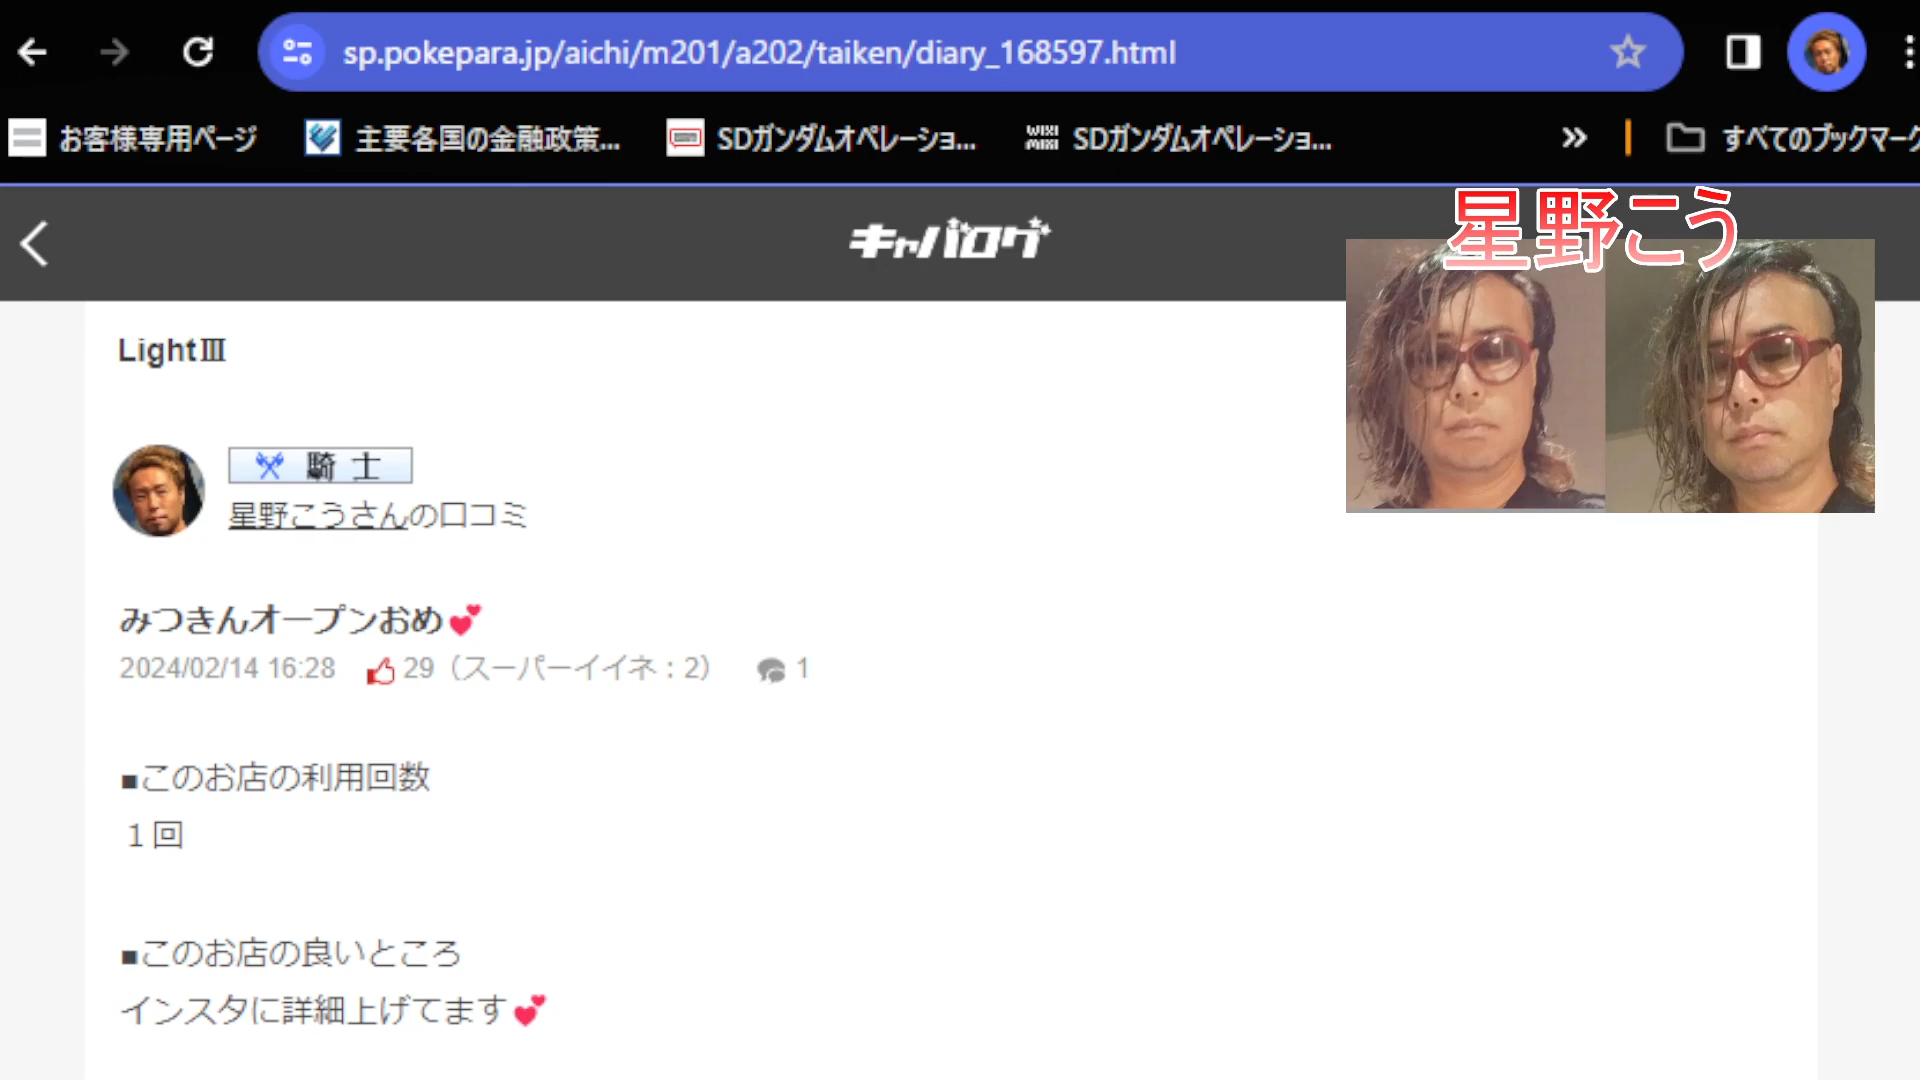 sp.pokepara.jp/aichi/m201/a202/taiken/diary_168597.html
お客様専用ページ
主要各国の金融政策...
SDガンダムオペレーショ...
WIXI MIXI
SDガンダムオペレーショ...
»
すべてのブックマーク
キャバログ
星野こう
LightⅢ
騎士
星野こうさんの口コミ
みつきんオープンおめ💕
2024/02/14 16:28 29（スーパーイイネ：2） 1
■このお店の利用回数
１回
■このお店の良いところ
インスタに詳細上げてます💕